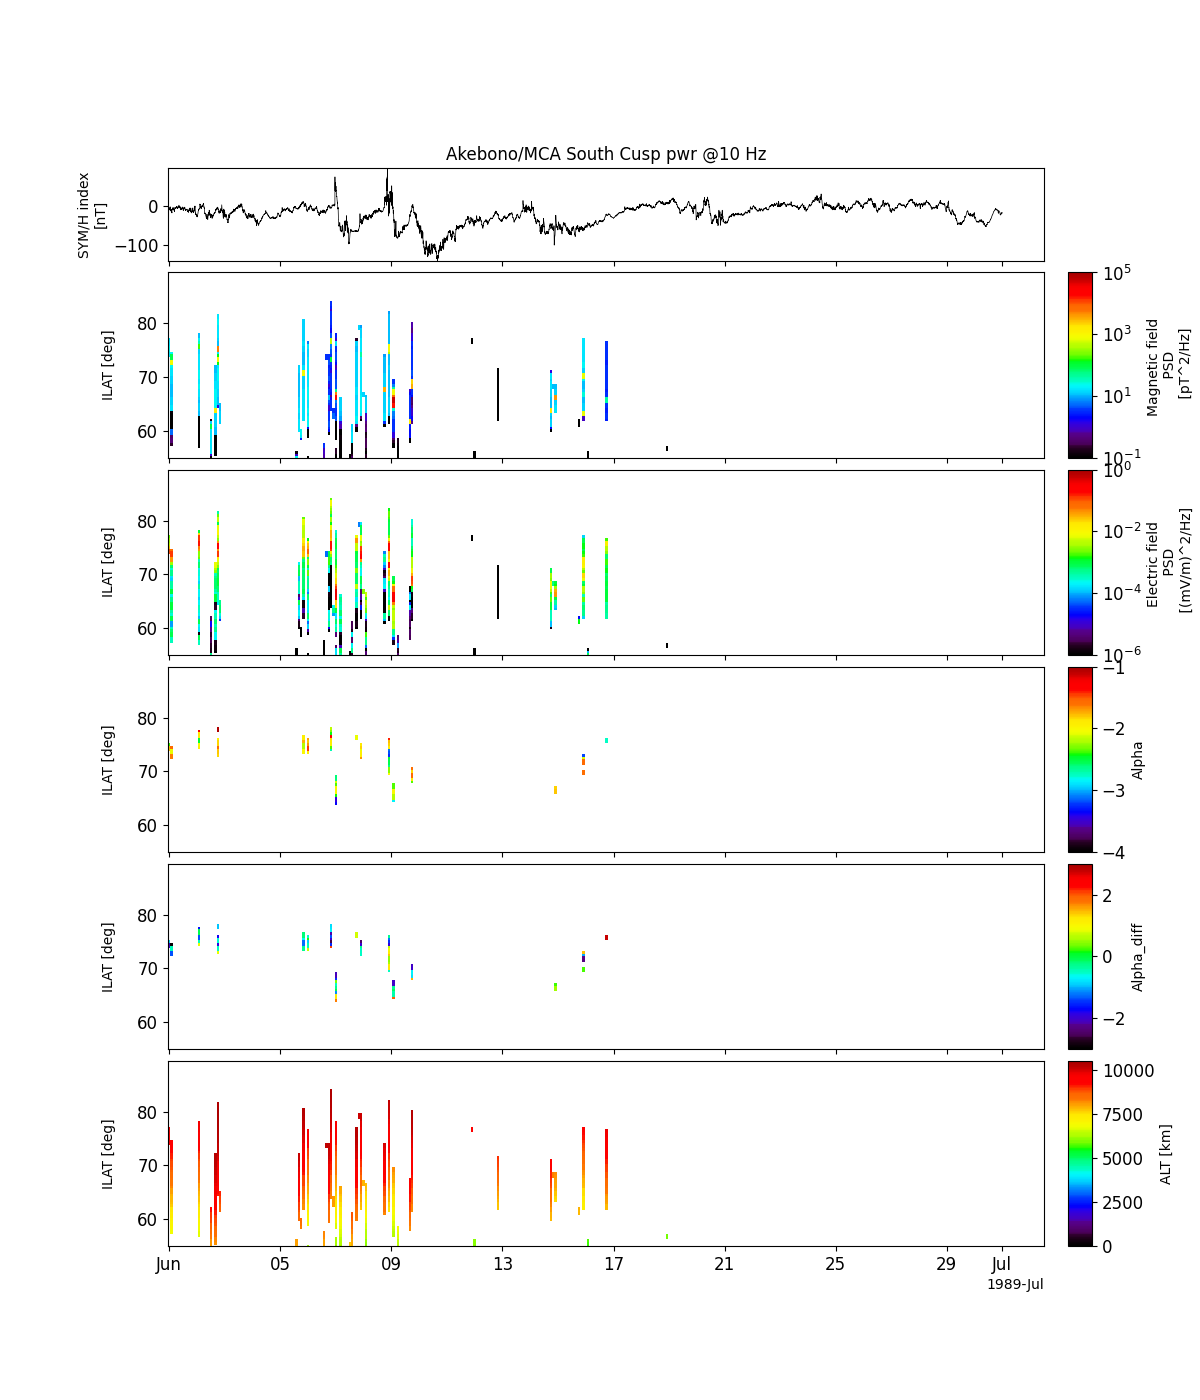 Akebono/MCA South Cusp pwr @10 Hz
SYM/H index
[nT]
0
−100
ILAT [deg]
80
70
60
10^5
10^3
10^1
10^−1
Magnetic field
PSD
[pT^2/Hz]
ILAT [deg]
80
70
60
10^0
10^−2
10^−4
10^−6
Electric field
PSD
[(mV/m)^2/Hz]
ILAT [deg]
80
70
60
−1
−2
−3
−4
Alpha
ILAT [deg]
80
70
60
2
0
−2
Alpha_diff
ILAT [deg]
80
70
60
10000
7500
5000
2500
0
ALT [km]
Jun 05 09 13 17 21 25 29 Jul
1989-Jul